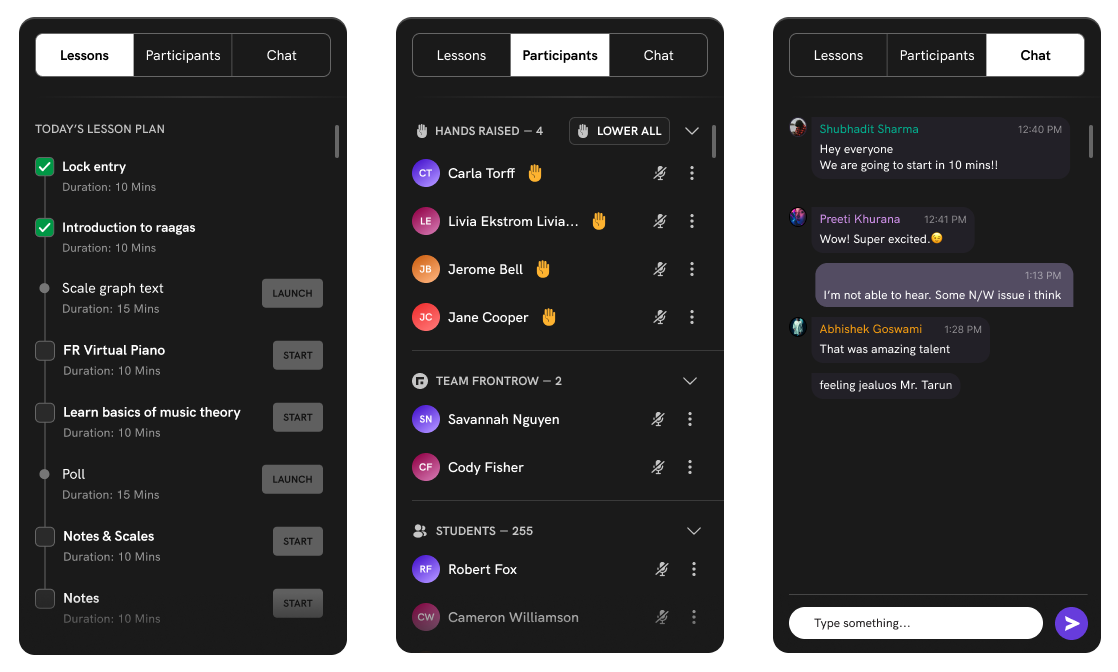 Lessons
Participants
Chat
TODAY’S LESSON PLAN
Lock entry
Duration: 10 Mins
Introduction to raagas
Duration: 10 Mins
Scale graph text
LAUNCH
Duration: 15 Mins
FR Virtual Piano
START
Duration: 10 Mins
Learn basics of music theory
START
Duration: 10 Mins
Poll
LAUNCH
Duration: 15 Mins
Notes & Scales
START
Duration: 10 Mins
Notes
START
Duration: 10 Mins
Lessons
Participants
Chat
HANDS RAISED – 4
LOWER ALL
CT
Carla Torff
LE
Livia Ekstrom Livia...
JB
Jerome Bell
JC
Jane Cooper
TEAM FRONTROW – 2
SN
Savannah Nguyen
CF
Cody Fisher
STUDENTS – 255
RF
Robert Fox
CW
Cameron Williamson
Lessons
Participants
Chat
Shubhadit Sharma
12:40 PM
Hey everyone
We are going to start in 10 mins!!
Preeti Khurana
12:41 PM
Wow! Super excited.😊
1:13 PM
I’m not able to hear. Some N/W issue i think
Abhishek Goswami
1:28 PM
That was amazing talent
feeling jealuos Mr. Tarun
Type something...